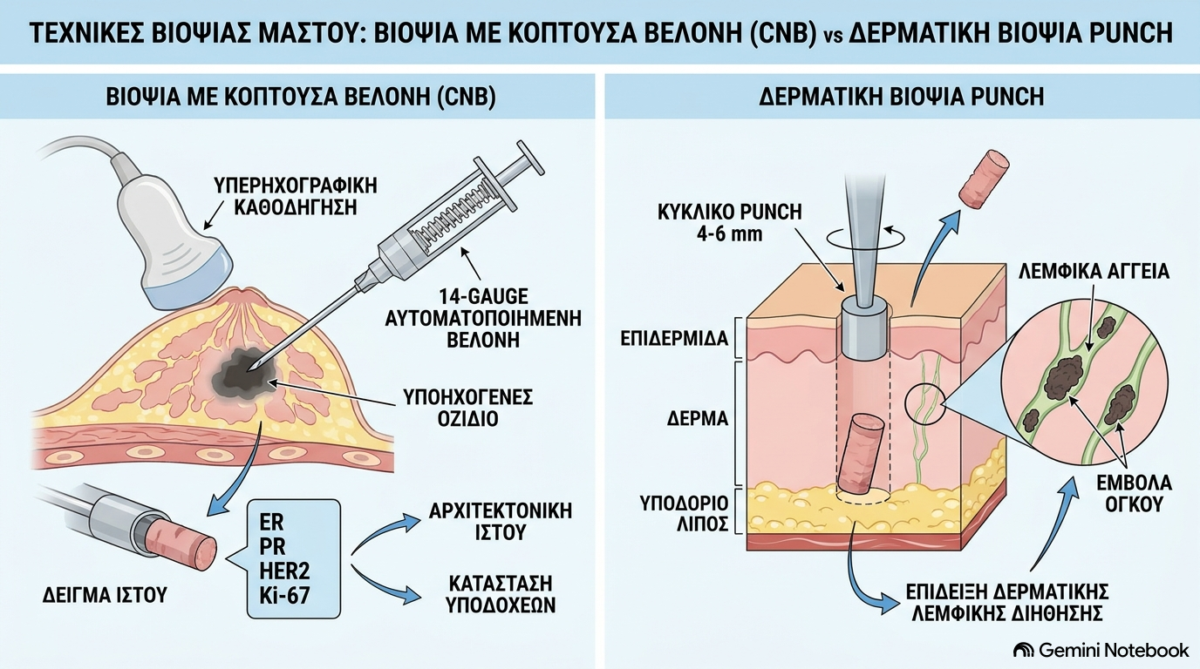 ΤΕΧΝΙΚΕΣ ΒΙΟΨΙΑΣ ΜΑΣΤΟΥ: ΒΙΟΨΙΑ ΜΕ ΚΟΠΤΟΥΣΑ ΒΕΛΟΝΗ (CNB) vs ΔΕΡΜΑΤΙΚΗ ΒΙΟΨΙΑ PUNCH
ΒΙΟΨΙΑ ΜΕ ΚΟΠΤΟΥΣΑ ΒΕΛΟΝΗ (CNB)
ΥΠΕΡΗΧΟΓΡΑΦΙΚΗ
ΚΑΘΟΔΗΓΗΣΗ
14-GAUGE
ΑΥΤΟΜΑΤΟΠΟΙΗΜΕΝΗ
ΒΕΛΟΝΗ
ΥΠΟΗΧΟΓΕΝΕΣ
ΟΖΙΔΙΟ
ΔΕΙΓΜΑ ΙΣΤΟΥ
ER
PR
HER2
Ki-67
ΑΡΧΙΤΕΚΤΟΝΙΚΗ
ΙΣΤΟΥ
ΚΑΤΑΣΤΑΣΗ
ΥΠΟΔΟΧΕΩΝ
ΔΕΡΜΑΤΙΚΗ ΒΙΟΨΙΑ PUNCH
ΚΥΚΛΙΚΟ PUNCH
4-6 mm
ΛΕΜΦΙΚΑ ΑΓΓΕΙΑ
ΕΠΙΔΕΡΜΙΔΑ
ΔΕΡΜΑ
ΥΠΟΔΟΡΙΟ
ΛΙΠΟΣ
ΕΜΒΟΛΑ
ΟΓΚΟΥ
ΕΠΙΔΕΙΞΗ ΔΕΡΜΑΤΙΚΗΣ
ΛΕΜΦΙΚΗΣ ΔΙΗΘΗΣΗΣ
Gemini Notebook